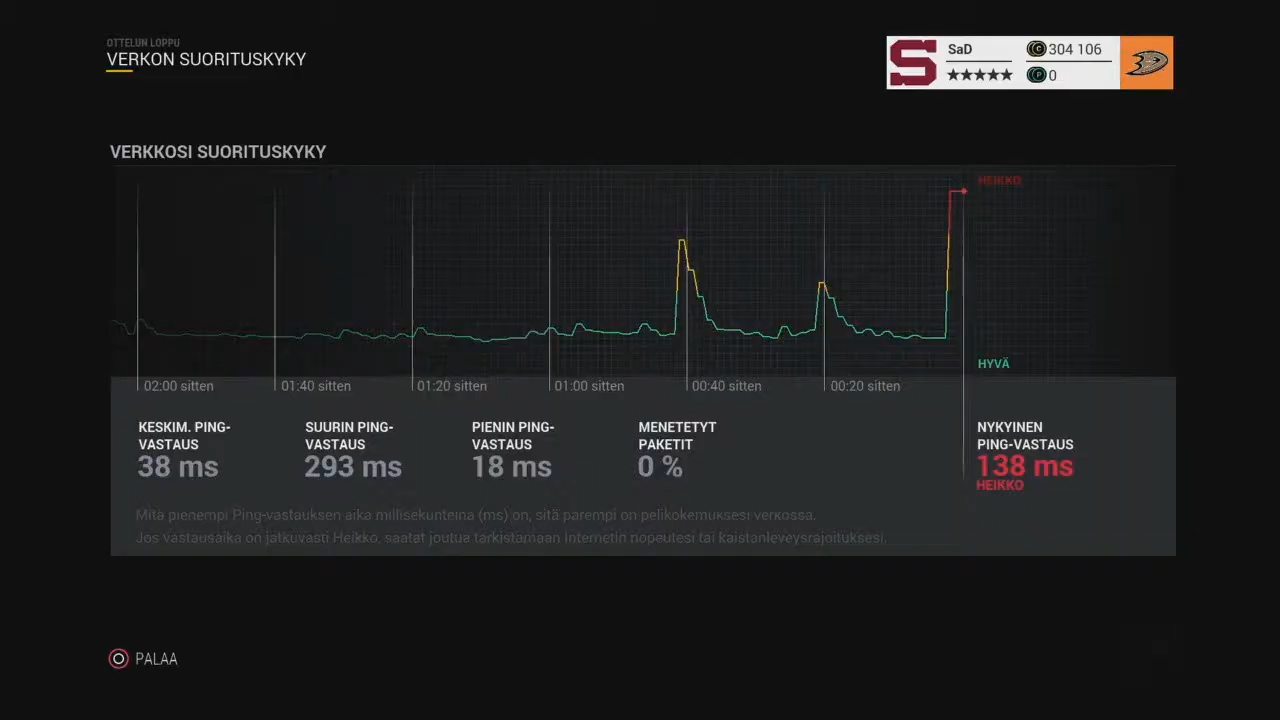 OTTELUN LOPPU
VERKON SUORITUSKYKY
SaD
304 106
0
VERKKOSI SUORITUSKYKY
HEIKKO
HYVÄ
02:00 sitten
01:40 sitten
01:20 sitten
01:00 sitten
00:40 sitten
00:20 sitten
KESKIM. PING-
VASTAUS
38 ms
SUURIN PING-
VASTAUS
293 ms
PIENIN PING-
VASTAUS
18 ms
MENETETYT
PAKETIT
0 %
NYKYINEN
PING-VASTAUS
138 ms
HEIKKO
Mitä pienempi Ping-vastauksen aika millisekunteina (ms) on, sitä parempi on pelikokemuksesi verkossa.
Jos vastausaika on jatkuvasti Heikko, saatat joutua tarkistamaan Internetin nopeutesi tai kaistanleveysrajoituksesi.
PALAA